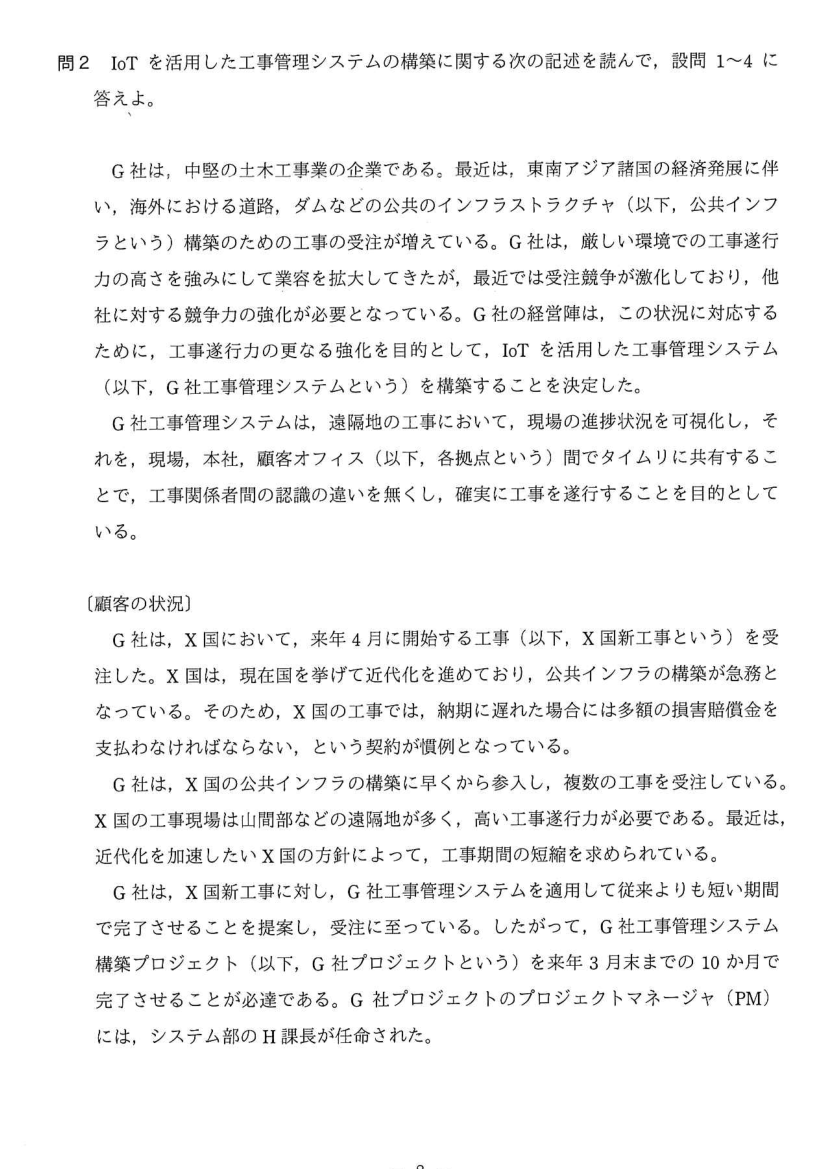 問2 IoT を活用した工事管理システムの構築に関する次の記述を読んで，設問 1～4 に
答えよ。
G 社は，中堅の土木工事業の企業である。最近は，東南アジア諸国の経済発展に伴
い，海外における道路，ダムなどの公共のインフラストラクチャ（以下，公共インフ
ラという）構築のための工事の受注が増えている。G 社は，厳しい環境での工事遂行
力の高さを強みにして業容を拡大してきたが，最近では受注競争が激化しており，他
社に対する競争力の強化が必要となっている。G 社の経営陣は，この状況に対応する
ために，工事遂行力の更なる強化を目的として，IoT を活用した工事管理システム
（以下，G 社工事管理システムという）を構築することを決定した。
G 社工事管理システムは，遠隔地の工事において，現場の進捗状況を可視化し，そ
れを，現場，本社，顧客オフィス（以下，各拠点という）間でタイムリに共有するこ
とで，工事関係者間の認識の違いを無くし，確実に工事を遂行することを目的として
いる。
〔顧客の状況〕
G 社は，X 国において，来年 4 月に開始する工事（以下，X 国新工事という）を受
注した。X 国は，現在国を挙げて近代化を進めており，公共インフラの構築が急務と
なっている。そのため，X 国の工事では，納期に遅れた場合には多額の損害賠償金を
支払わなければならない，という契約が慣例となっている。
G 社は，X 国の公共インフラの構築に早くから参入し，複数の工事を受注している。
X 国の工事現場は山間部などの遠隔地が多く，高い工事遂行力が必要である。最近は，
近代化を加速したい X 国の方針によって，工事期間の短縮を求められている。
G 社は，X 国新工事に対し，G 社工事管理システムを適用して従来よりも短い期間
で完了させることを提案し，受注に至っている。したがって，G 社工事管理システム
構築プロジェクト（以下，G 社プロジェクトという）を来年 3 月末までの 10 か月で
完了させることが必達である。G 社プロジェクトのプロジェクトマネージャ（PM）
には，システム部の H 課長が任命された。